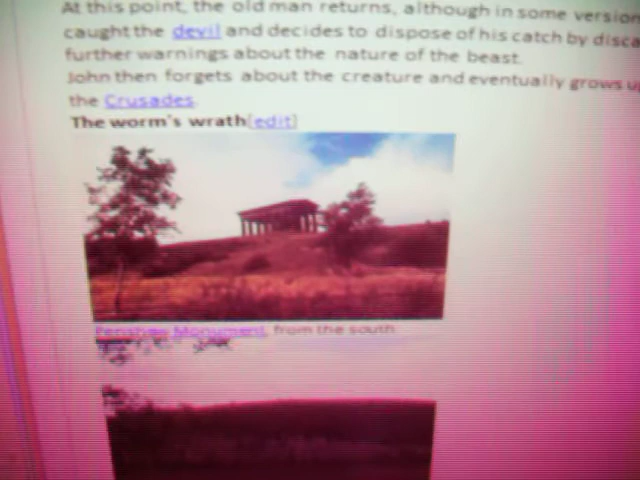 At this point, the old man returns, although in some version
caught the devil and decides to dispose of his catch by disca
further warnings about the nature of the beast.
John then forgets about the creature and eventually grows up
the Crusades.
The worm's wrath[edit]
Penshaw Monument, from the south